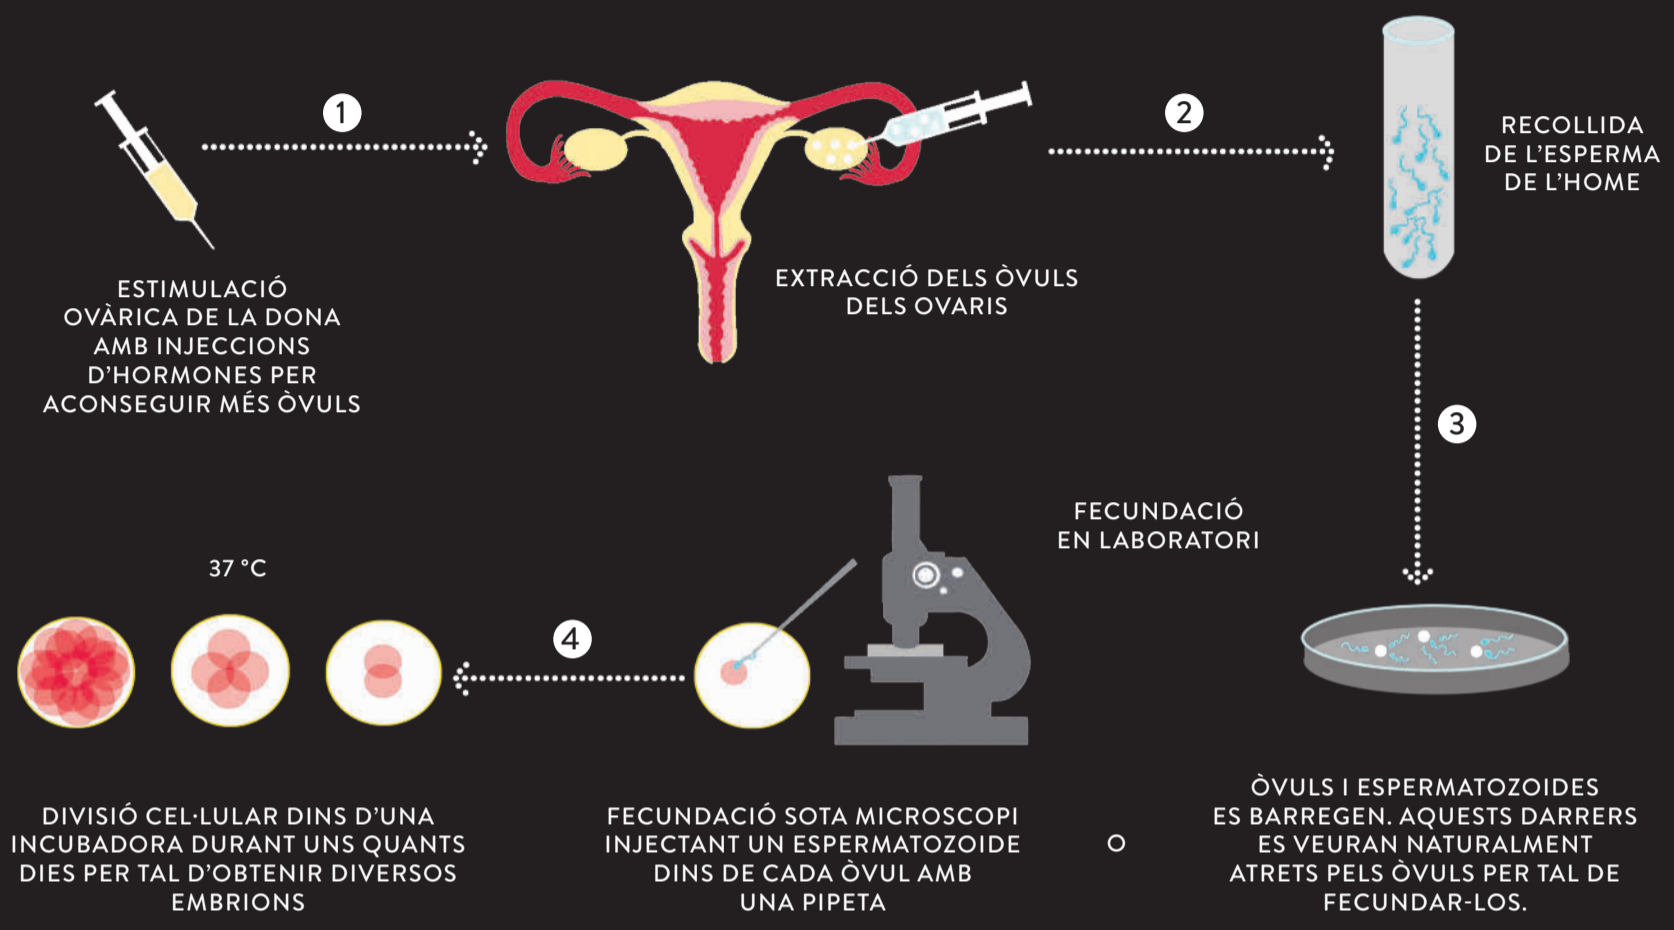 1
2
RECOLLIDA
DE L'ESPERMA
DE L'HOME
ESTIMULACIÓ
OVÀRICA DE LA DONA
AMB INJECCIONS
D'HORMONES PER
ACONSEGUIR MÉS ÒVULS
EXTRACCIÓ DELS ÒVULS
DELS OVARIS
3
FECUNDACIÓ
EN LABORATORI
ÒVULS I ESPERMATOZOIDES
ES BARREGEN. AQUESTS DARRERS
ES VEURAN NATURALMENT
ATRETS PELS ÒVULS PER TAL DE
FECUNDAR-LOS.
O
FECUNDACIÓ SOTA MICROSCOPI
INJECTANT UN ESPERMATOZOIDE
DINS DE CADA ÒVUL AMB
UNA PIPETA
4
37 °C
DIVISIÓ CEL·LULAR DINS D'UNA
INCUBADORA DURANT UNS QUANTS
DIES PER TAL D'OBTENIR DIVERSOS
EMBRIONS